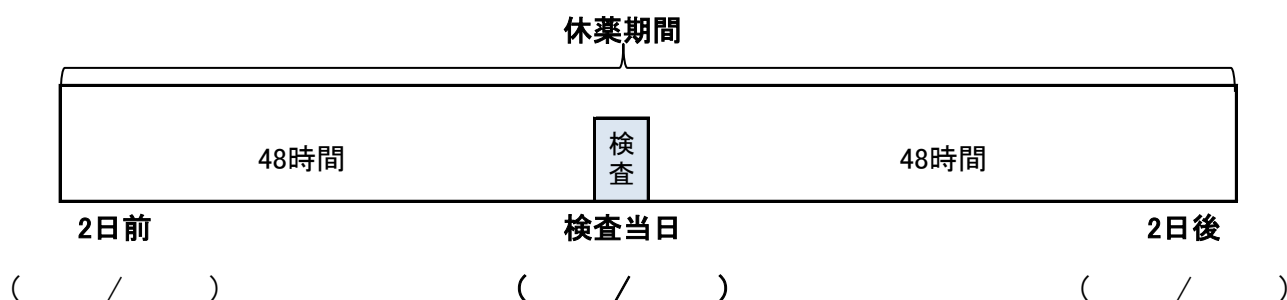 休薬期間
48時間 検査 48時間
2日前 検査当日 2日後
( / ) ( / ) ( / )